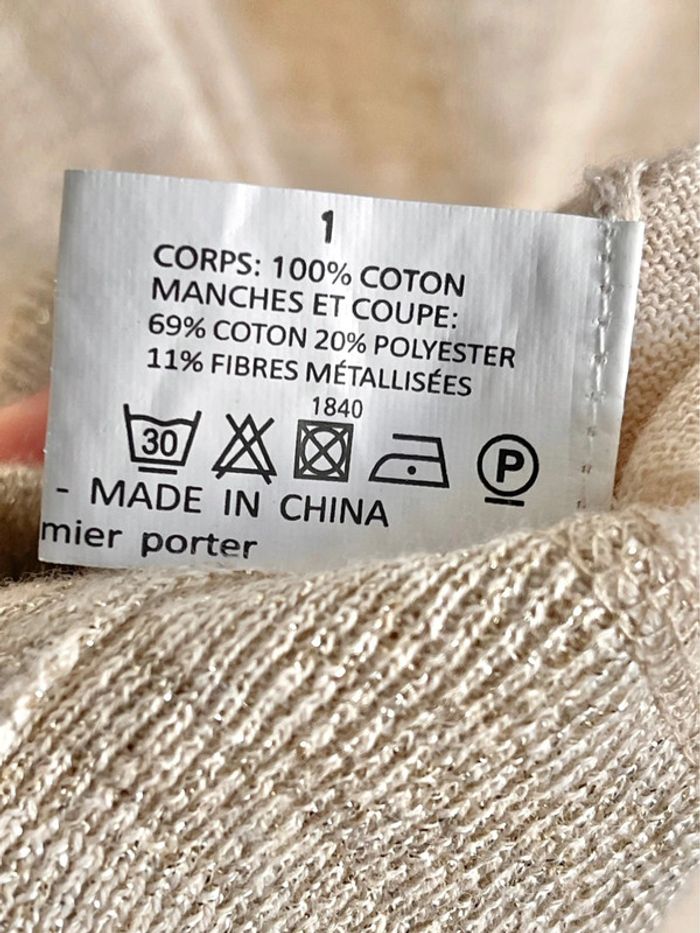 1
CORPS: 100% COTON
MANCHES ET COUPE:
69% COTON 20% POLYESTER
11% FIBRES MÉTALLISÉES
1840
30 P
- MADE IN CHINA
mier porter